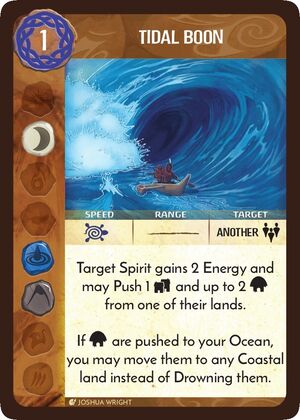 1
TIDAL BOON
SPEED RANGE TARGET
ANOTHER
Target Spirit gains 2 Energy and
may Push 1 and up to 2
from one of their lands.
If are pushed to your Ocean,
you may move them to any Coastal
land instead of Drowning them.
JOSHUA WRIGHT